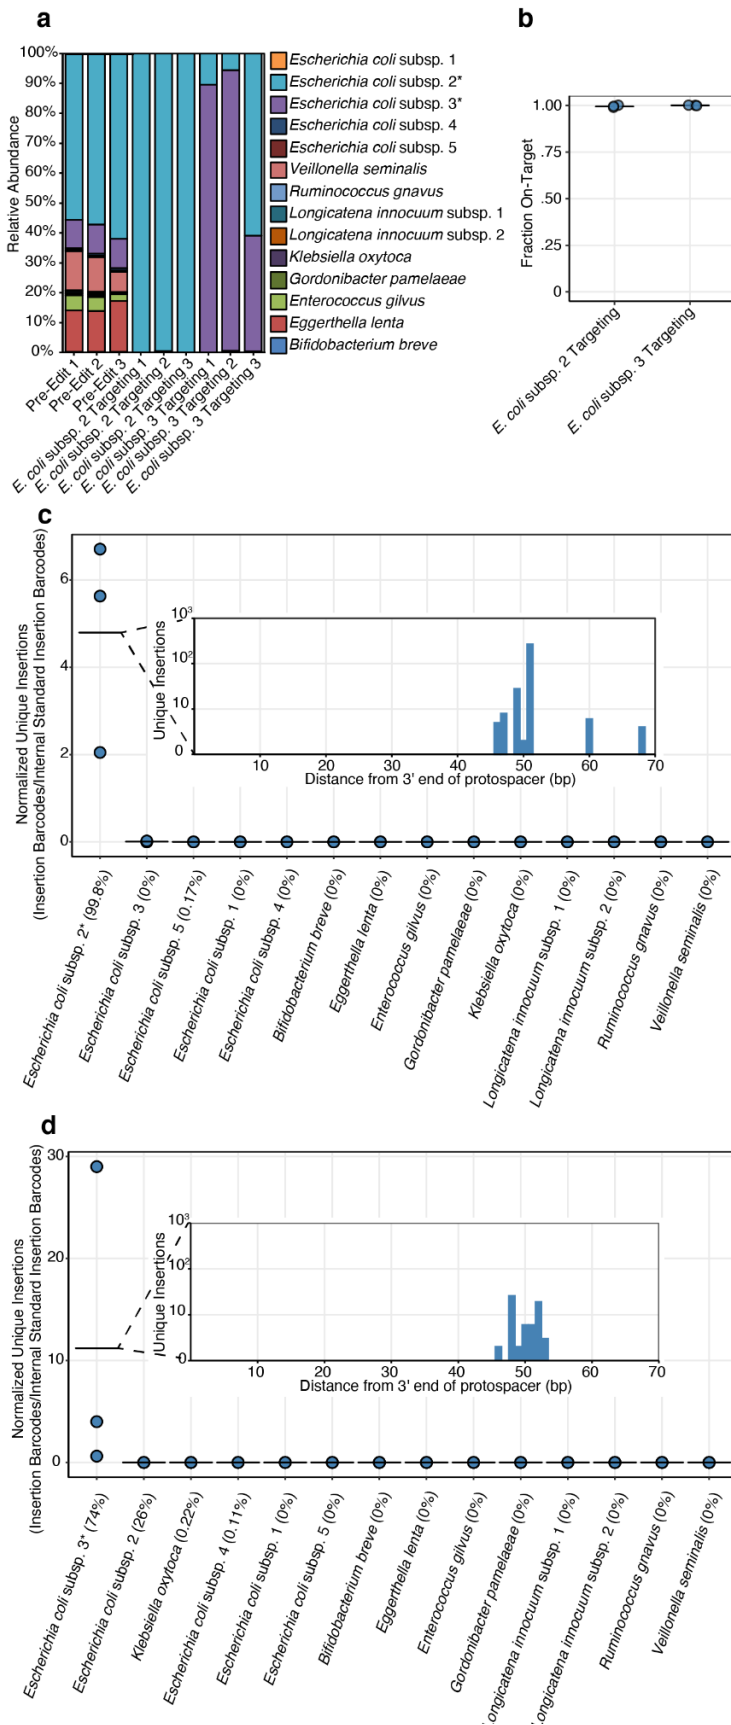 a
Relative Abundance
100%
90%
80%
70%
60%
50%
40%
30%
20%
10%
0%
Pre-Edit 1
Pre-Edit 2
Pre-Edit 3
E. coli subsp. 2 Targeting 1
E. coli subsp. 2 Targeting 2
E. coli subsp. 2 Targeting 3
E. coli subsp. 3 Targeting 1
E. coli subsp. 3 Targeting 2
E. coli subsp. 3 Targeting 3
Escherichia coli subsp. 1
Escherichia coli subsp. 2*
Escherichia coli subsp. 3*
Escherichia coli subsp. 4
Escherichia coli subsp. 5
Veillonella seminalis
Ruminococcus gnavus
Longicatena innocuum subsp. 1
Longicatena innocuum subsp. 2
Klebsiella oxytoca
Gordonibacter pamelaeae
Enterococcus gilvus
Eggerthella lenta
Bifidobacterium breve
b
Fraction On-Target
1.00
.75
.50
.25
0
E. coli subsp. 2 Targeting
E. coli subsp. 3 Targeting
c
Normalized Unique Insertions
(Insertion Barcodes/Internal Standard Insertion Barcodes)
6
4
2
0
Unique Insertions
10³
10²
10
0
10 20 30 40 50 60 70
Distance from 3' end of protospacer (bp)
Escherichia coli subsp. 2* (99.8%)
Escherichia coli subsp. 3 (0%)
Escherichia coli subsp. 5 (0.17%)
Escherichia coli subsp. 1 (0%)
Escherichia coli subsp. 4 (0%)
Bifidobacterium breve (0%)
Eggerthella lenta (0%)
Enterococcus gilvus (0%)
Gordonibacter pamelaeae (0%)
Klebsiella oxytoca (0%)
Longicatena innocuum subsp. 1 (0%)
Longicatena innocuum subsp. 2 (0%)
Ruminococcus gnavus (0%)
Veillonella seminalis (0%)
d
Normalized Unique Insertions
(Insertion Barcodes/Internal Standard Insertion Barcodes)
30
20
10
0
Unique Insertions
10³
10²
10
0
10 20 30 40 50 60 70
Distance from 3' end of protospacer (bp)
Escherichia coli subsp. 3* (74%)
Escherichia coli subsp. 2 (26%)
Klebsiella oxytoca (0.22%)
Escherichia coli subsp. 4 (0.11%)
Escherichia coli subsp. 1 (0%)
Escherichia coli subsp. 5 (0%)
Bifidobacterium breve (0%)
Eggerthella lenta (0%)
Enterococcus gilvus (0%)
Gordonibacter pamelaeae (0%)
Longicatena innocuum subsp. 1 (0%)
Longicatena innocuum subsp. 2 (0%)
Ruminococcus gnavus (0%)
Veillonella seminalis (0%)